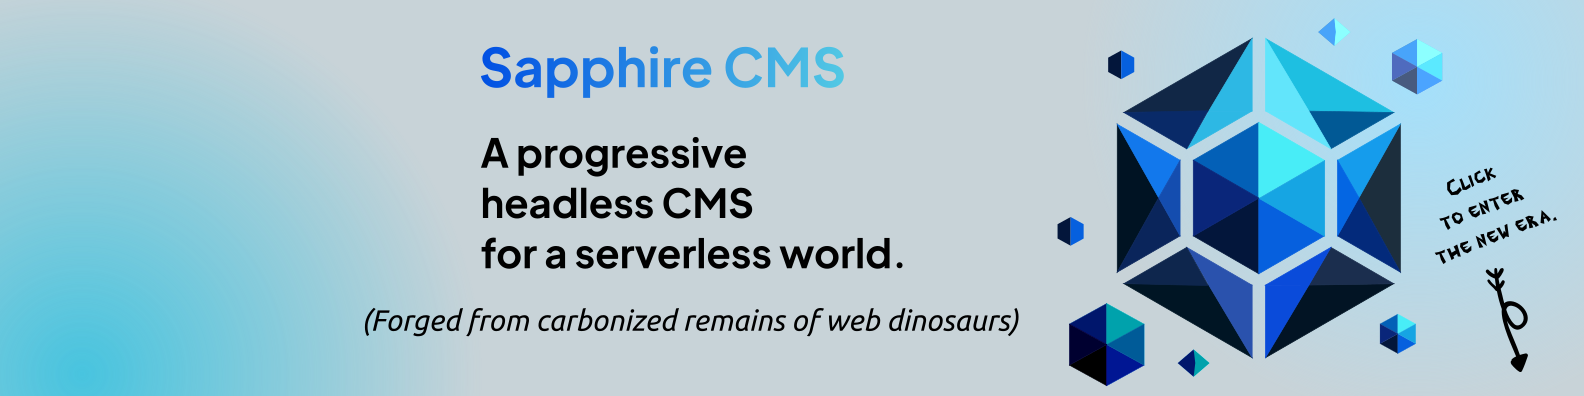 Sapphire CMS
A progressive
headless CMS
for a serverless world.
(Forged from carbonized remains of web dinosaurs)
CLICK
TO ENTER
THE NEW ERA.